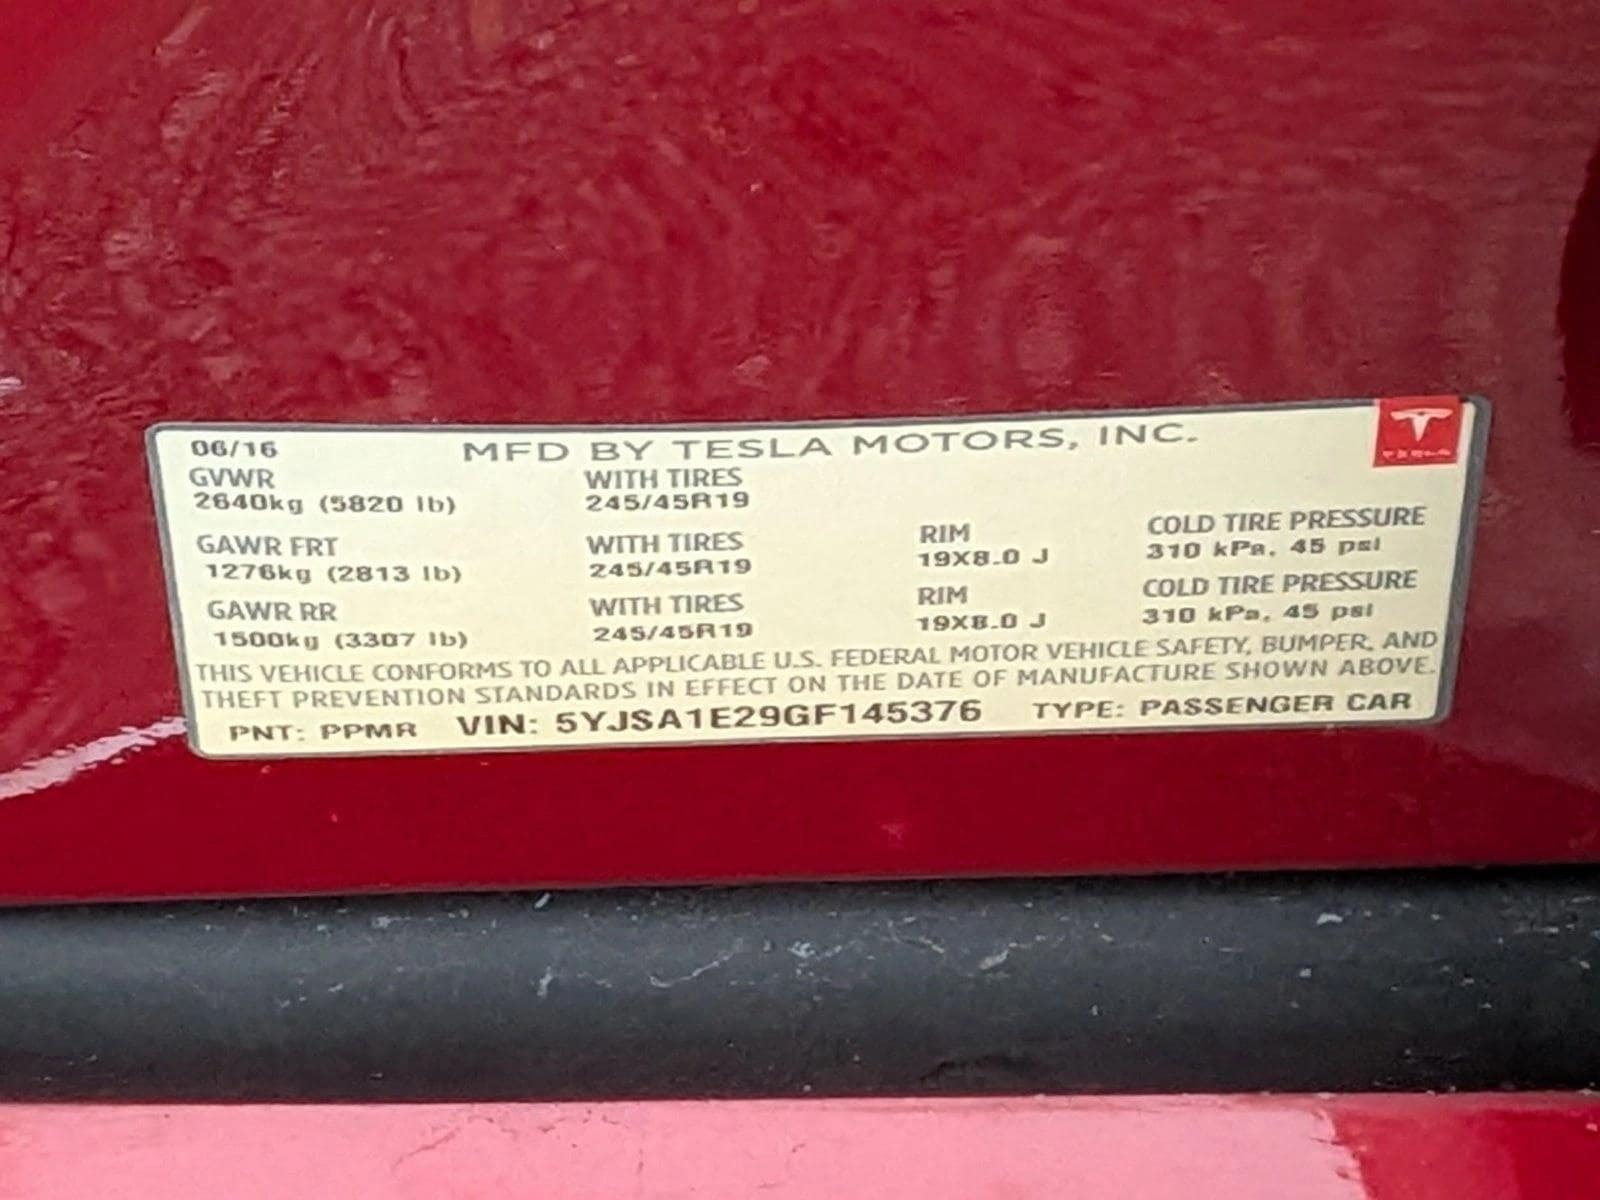 06/16 MFD BY TESLA MOTORS, INC.
TESLA
GVWR WITH TIRES
2640kg (5820 lb) 245/45R19
GAWR FRT WITH TIRES RIM COLD TIRE PRESSURE
1276kg (2813 lb) 245/45R19 19X8.0 J 310 kPa, 45 psi
GAWR RR WITH TIRES RIM COLD TIRE PRESSURE
1500kg (3307 lb) 245/45R19 19X8.0 J 310 kPa, 45 psi
THIS VEHICLE CONFORMS TO ALL APPLICABLE U.S. FEDERAL MOTOR VEHICLE SAFETY, BUMPER, AND
THEFT PREVENTION STANDARDS IN EFFECT ON THE DATE OF MANUFACTURE SHOWN ABOVE.
PNT: PPMR VIN: 5YJSA1E29GF145376 TYPE: PASSENGER CAR